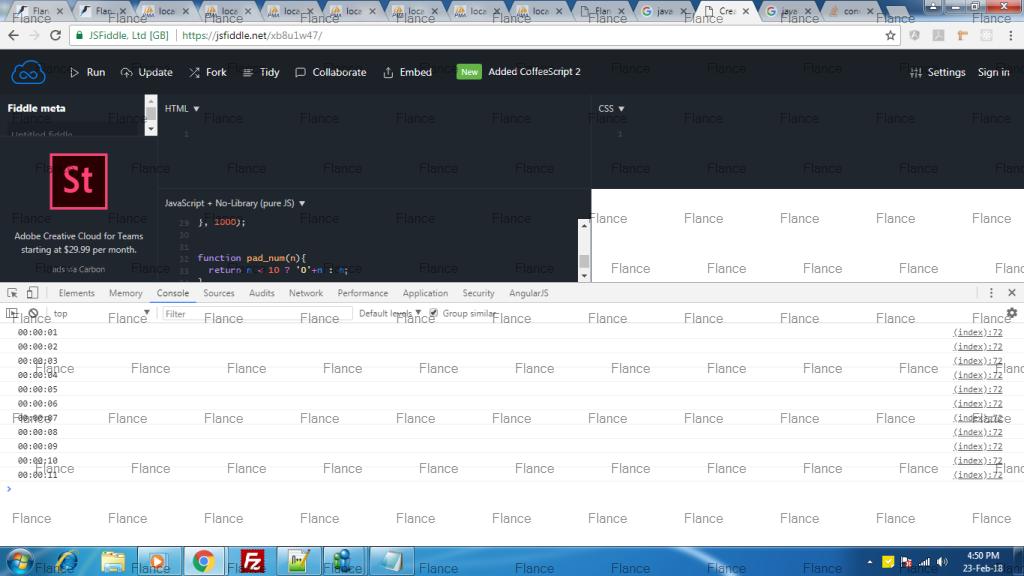 Flan
Flan
loca
loca
loca
loca
loca
loca
loca
Flan
java
Crea
java
con
JSFiddle, Ltd [GB] | https://jsfiddle.net/xb8u1w47/
Run
Update
Fork
Tidy
Collaborate
Embed
New
Added CoffeeScript 2
Settings
Sign in
Fiddle meta
Untitled fiddle
HTML ▼
1
CSS ▼
1
St
Adobe Creative Cloud for Teams
starting at $29.99 per month.
ads via Carbon
JavaScript + No-Library (pure JS) ▼
29 }, 1000);
30
31
32 function pad_num(n){
33 return n < 10 ? '0'+n : n;
Elements Memory Console Sources Audits Network Performance Application Security AngularJS
top ▼ Filter Default levels ▼ Group similar
00:00:01 (index):72
00:00:02 (index):72
00:00:03 (index):72
00:00:04 (index):72
00:00:05 (index):72
00:00:06 (index):72
00:00:07 (index):72
00:00:08 (index):72
00:00:09 (index):72
00:00:10 (index):72
00:00:11 (index):72
Flance Flance Flance Flance Flance Flance Flance Flance Flance Flance Flance
4:50 PM
23-Feb-18